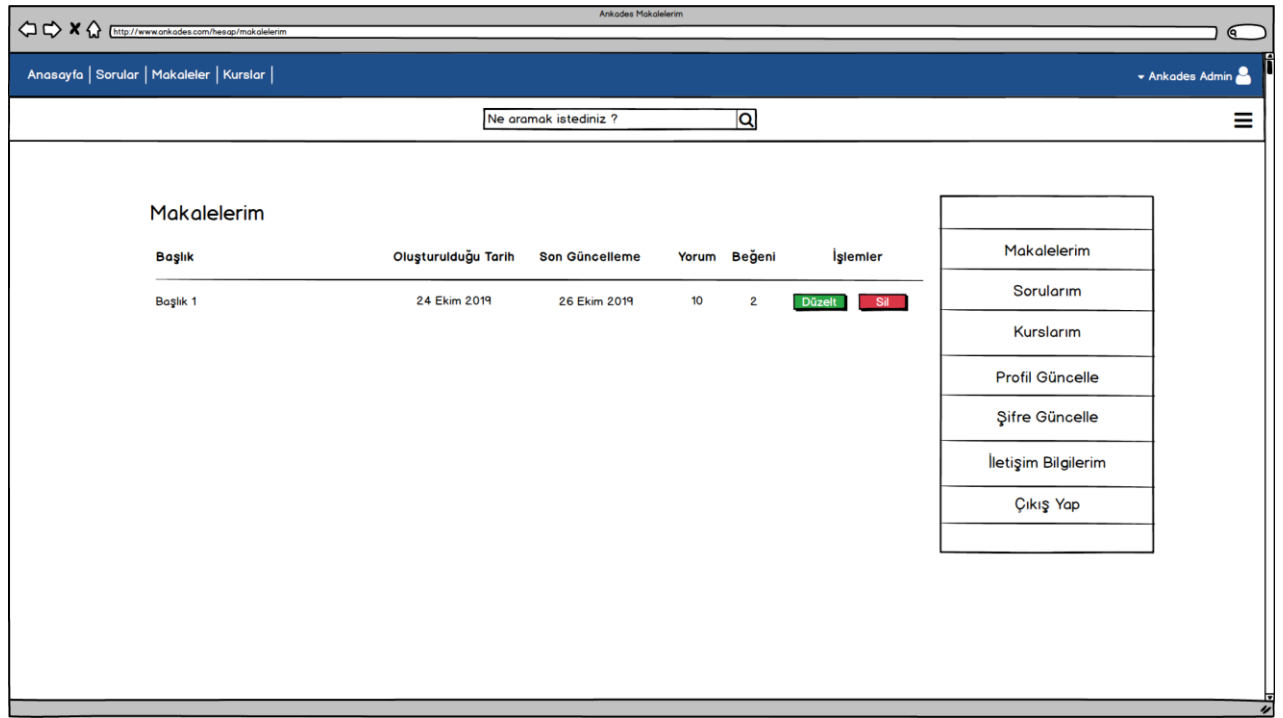 Ankades Makalelerim
http://www.ankades.com/hesap/makalelerim
Anasayfa | Sorular | Makaleler | Kurslar | Ankades Admin
Ne aramak istediniz ?
Makalelerim
Başlık Oluşturulduğu Tarih Son Güncelleme Yorum Beğeni İşlemler
Başlık 1 24 Ekim 2019 26 Ekim 2019 10 2 Düzelt Sil
Makalelerim
Sorularım
Kurslarım
Profil Güncelle
Şifre Güncelle
İletişim Bilgilerim
Çıkış Yap